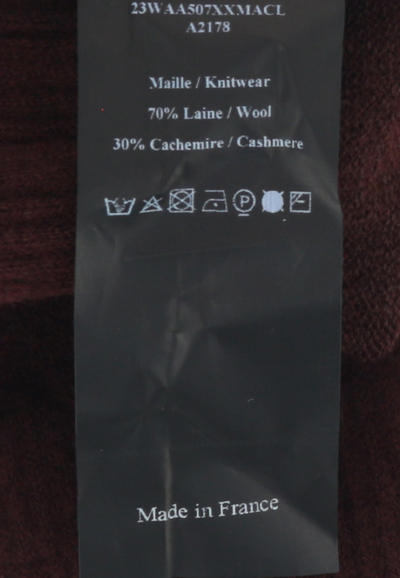 23WAA507XXMACL
A2178
Maille / Knitwear
70% Laine / Wool
30% Cachemire / Cashmere
P
Made in France